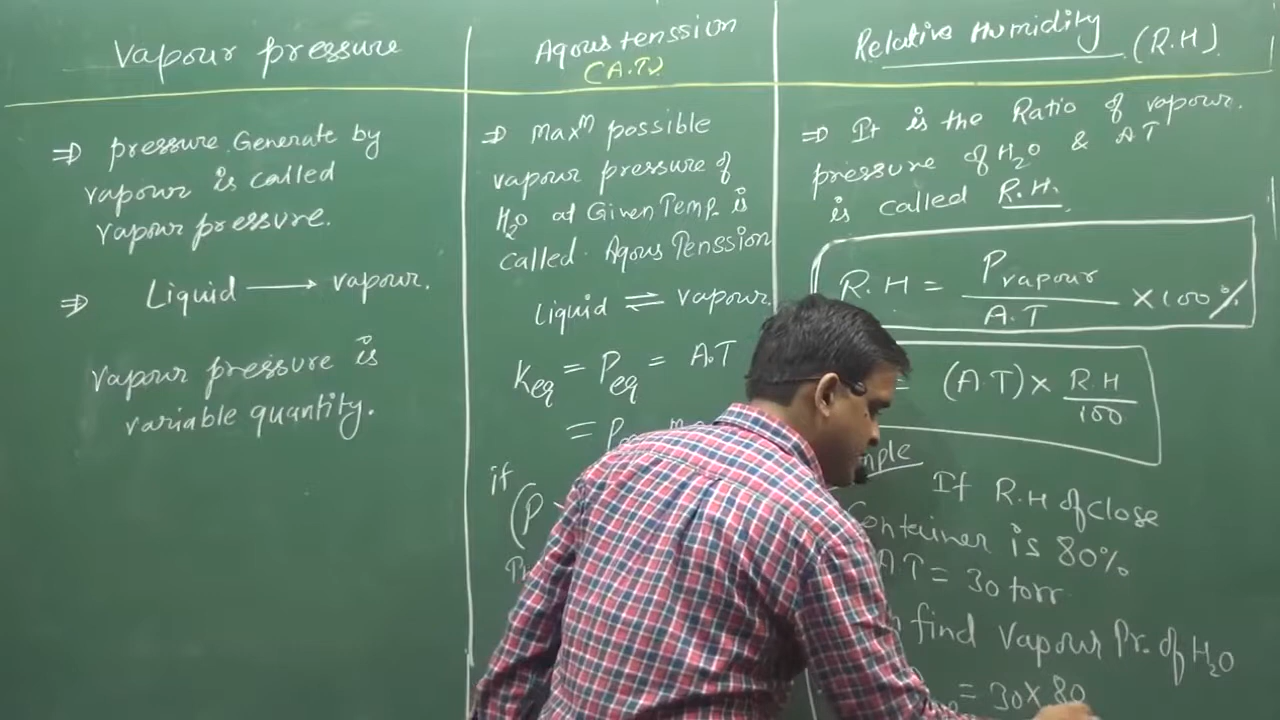 Vapour pressure
⇒ pressure Generate by
vapour is called
vapour pressure.
⇒ Liquid ⟶ vapour.
vapour pressure is
variable quantity.
Aqous tenssion
(A.T.)
⇒ Maxᵐ possible
vapour pressure of
H₂O at Given Temp. is
called. Aqous Tenssion
Liquid ⇌ vapour.
Keq = Peq = A.T
=
if
(P
Relative Humidity (R.H).
⇒ It is the Ratio of vapour.
pressure of H₂O & AT
is called R.H.
R.H = Pvapour / A.T × 100%
= (A.T) × R.H / 100
If R.H of close
Container is 80%
A.T = 30 torr
find vapour Pr. of H₂O
= 30 × 80